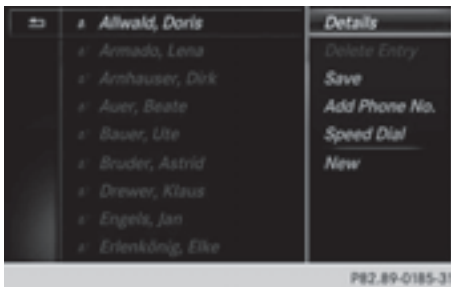 Allwald, Doris
Armado, Lena
Arnhauser, Dirk
Auer, Beate
Bauer, Ute
Bruder, Astrid
Drewer, Klaus
Engels, Jan
Erlenkönig, Elke
Details
Delete Entry
Save
Add Phone No.
Speed Dial
New
P82.89-0185-31